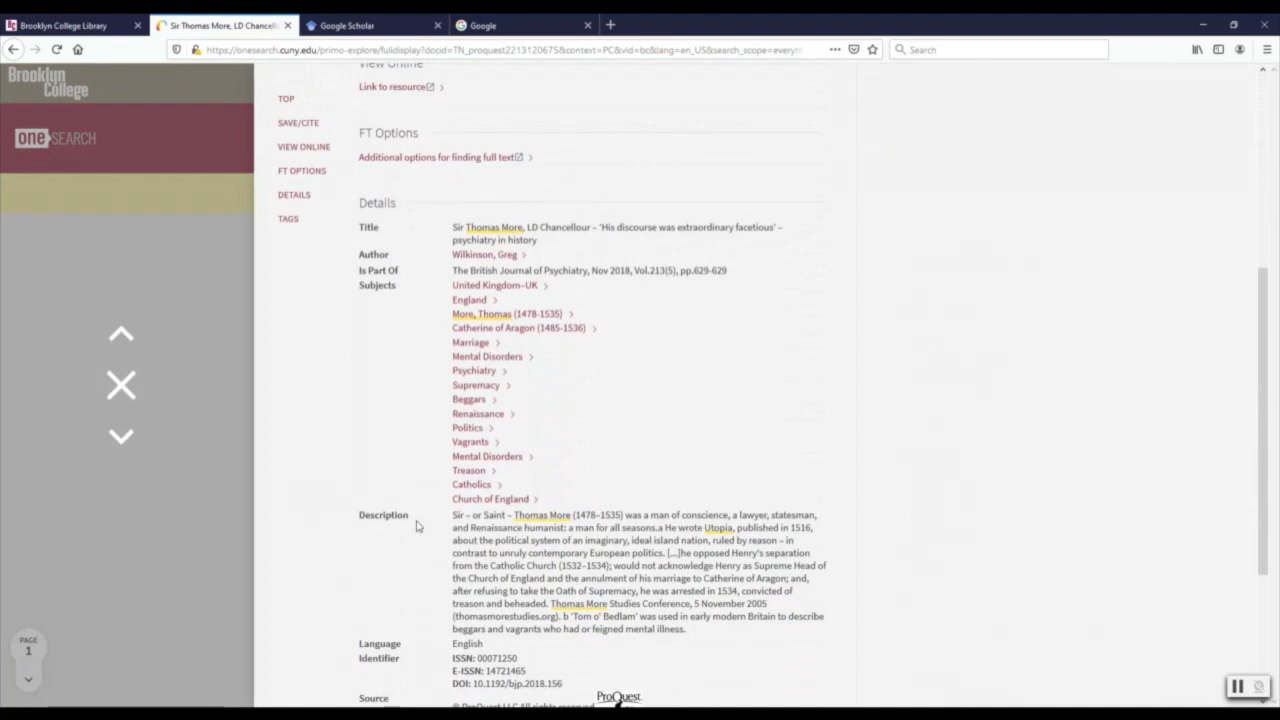 Brooklyn College Library
Sir Thomas More, LD Chancello
Google Scholar
Google
https://onesearch.cuny.edu/primo-explore/fulldisplay?docid=TN_proquest2213120675&context=PC&vid=bc&lang=en_US&search_scope=everyt
Search
Brooklyn
College
one SEARCH
TOP
SAVE/CITE
VIEW ONLINE
FT OPTIONS
DETAILS
TAGS
View Online
Link to resource
FT Options
Additional options for finding full text
Details
Title Sir Thomas More, LD Chancellour – ‘His discourse was extraordinary facetious’ –
psychiatry in history
Author Wilkinson, Greg
Is Part Of The British Journal of Psychiatry, Nov 2018, Vol.213(5), pp.629-629
Subjects United Kingdom–UK
England
More, Thomas (1478-1535)
Catherine of Aragon (1485-1536)
Marriage
Mental Disorders
Psychiatry
Supremacy
Beggars
Renaissance
Politics
Vagrants
Mental Disorders
Treason
Catholics
Church of England
Description Sir – or Saint – Thomas More (1478–1535) was a man of conscience, a lawyer, statesman,
and Renaissance humanist: a man for all seasons.a He wrote Utopia, published in 1516,
about the political system of an imaginary, ideal island nation, ruled by reason – in
contrast to unruly contemporary European politics. [...]he opposed Henry's separation
from the Catholic Church (1532–1534); would not acknowledge Henry as Supreme Head of
the Church of England and the annulment of his marriage to Catherine of Aragon; and,
after refusing to take the Oath of Supremacy, he was arrested in 1534, convicted of
treason and beheaded. Thomas More Studies Conference, 5 November 2005
(thomasmorestudies.org). b ‘Tom o' Bedlam’ was used in early modern Britain to describe
beggars and vagrants who had or feigned mental illness.
Language English
Identifier ISSN: 00071250
E-ISSN: 14721465
DOI: 10.1192/bjp.2018.156
Source ProQuest
© ProQuest LLC All rights reserved
PAGE
1